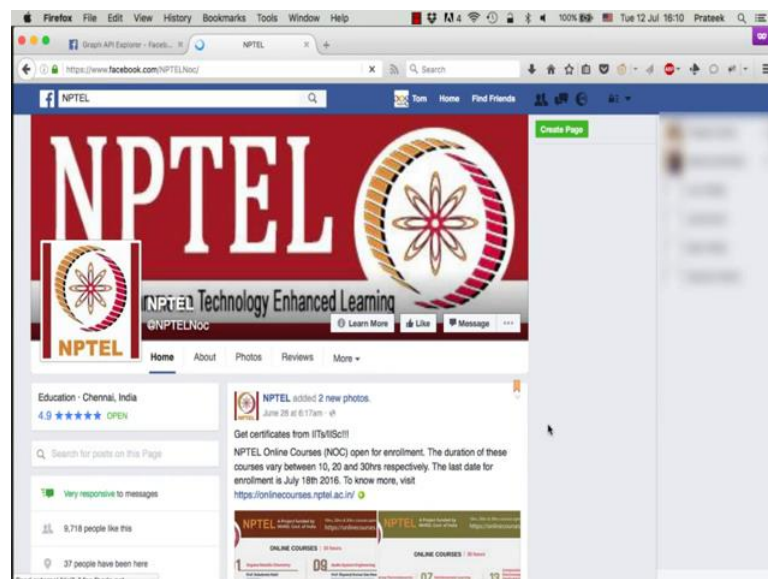 Firefox File Edit View History Bookmarks Tools Window Help 4 100% Tue 12 Jul 16:10 Prateek
Graph API Explorer - Faceb... × NPTEL × +
https://www.facebook.com/NPTELNoc/ Search
NPTEL Tom Home Find Friends
Create Page
NPTEL
on Technology Enhanced Learning
NPTEL
@NPTELNoc
Learn More Like Message ...
NPTEL
Home About Photos Reviews More
Education · Chennai, India
4.9 ★★★★★ OPEN
Search for posts on this Page
Very responsive to messages
9,718 people like this
37 people have been here
NPTEL added 2 new photos.
June 28 at 6:17am ·
Get certificates from IITs/IISc!!!
NPTEL Online Courses (NOC) open for enrollment. The duration of these
courses vary between 10, 20 and 30hrs respectively. The last date for
enrollment is July 18th 2016. To know more, visit
https://onlinecourses.nptel.ac.in/
NPTEL
https://onlinecourses.npte
ONLINE COURSES
NPTEL
ONLINE COURSES